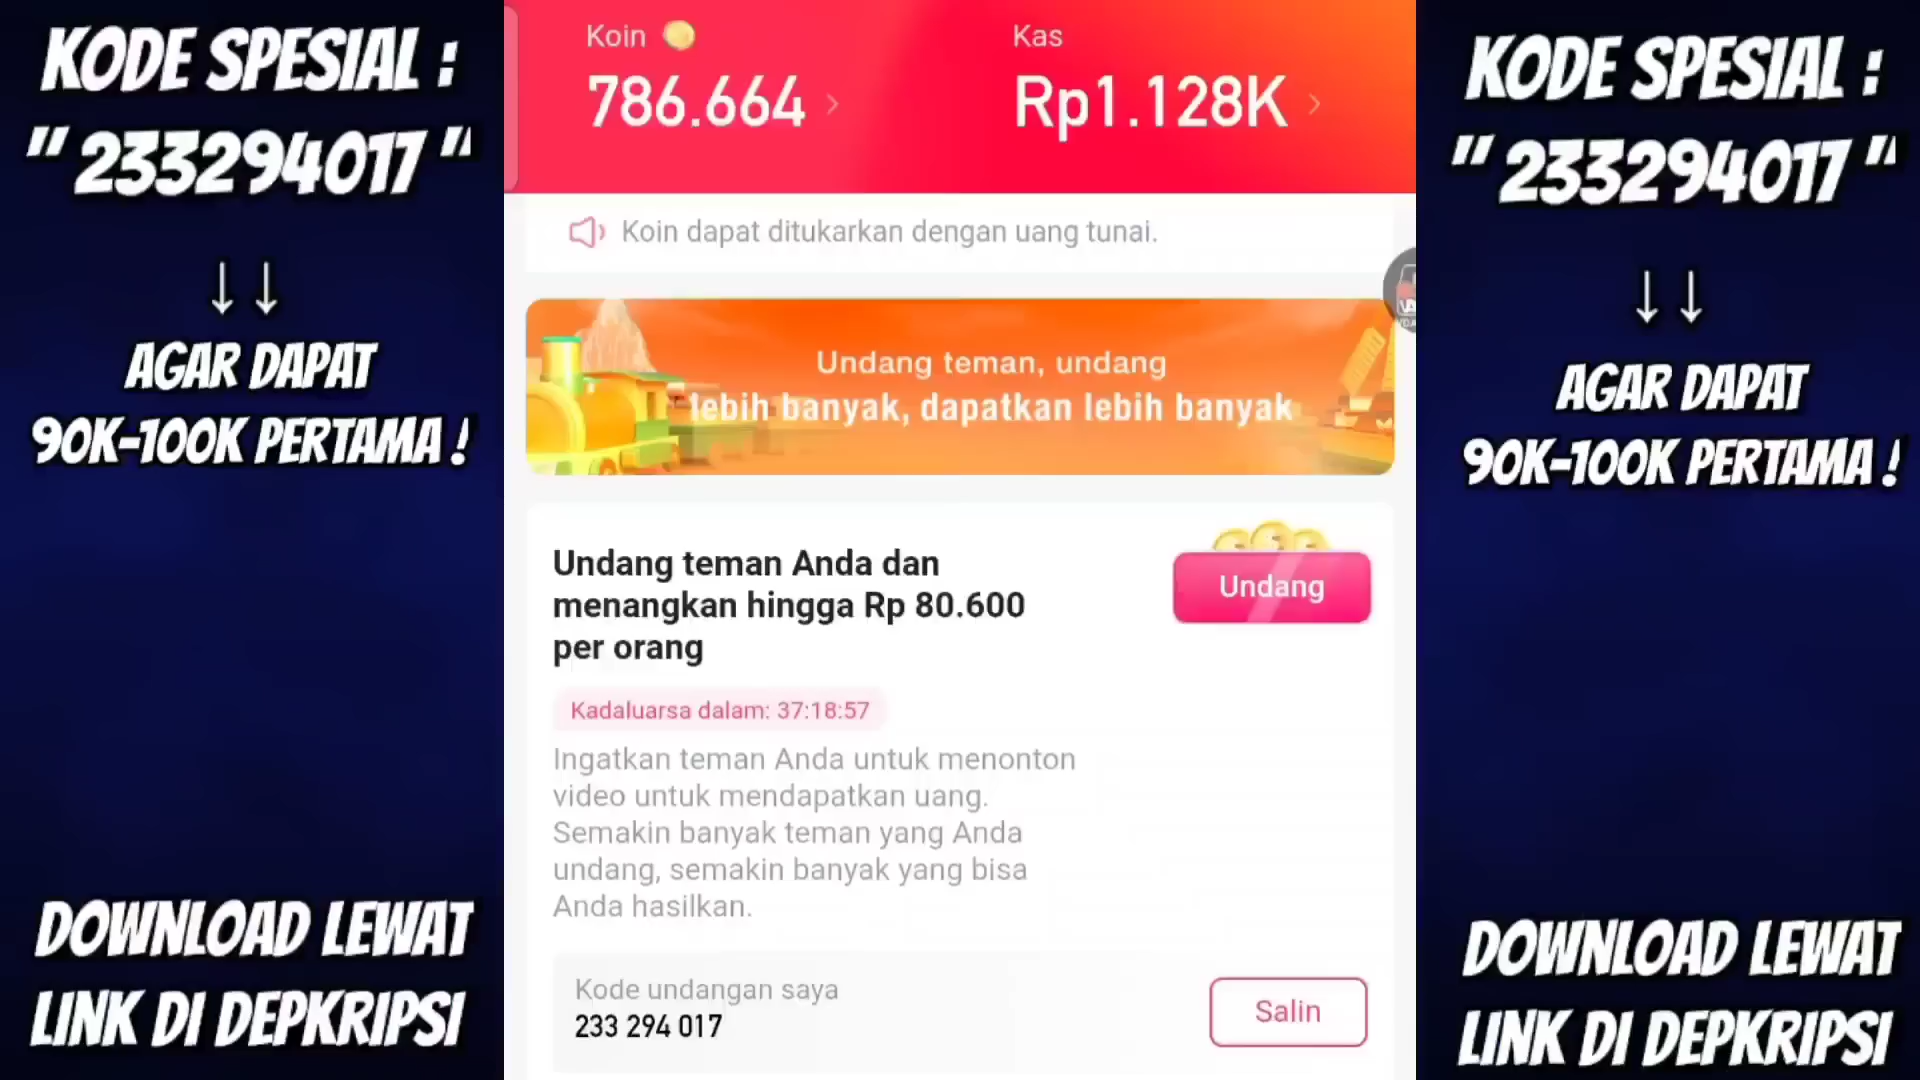 KODE SPESIAL :
" 233294017 "
↓↓
AGAR DAPAT
90K-100K PERTAMA !
DOWNLOAD LEWAT
LINK DI DEPKRIPSI
Koin
786.664
Kas
Rp1.128K
Koin dapat ditukarkan dengan uang tunai.
Undang teman, undang
lebih banyak, dapatkan lebih banyak
Undang teman Anda dan
menangkan hingga Rp 80.600
per orang
Undang
Kadaluarsa dalam: 37:18:57
Ingatkan teman Anda untuk menonton
video untuk mendapatkan uang.
Semakin banyak teman yang Anda
undang, semakin banyak yang bisa
Anda hasilkan.
Kode undangan saya
233 294 017
Salin
KODE SPESIAL :
" 233294017 "
↓↓
AGAR DAPAT
90K-100K PERTAMA !
DOWNLOAD LEWAT
LINK DI DEPKRIPSI